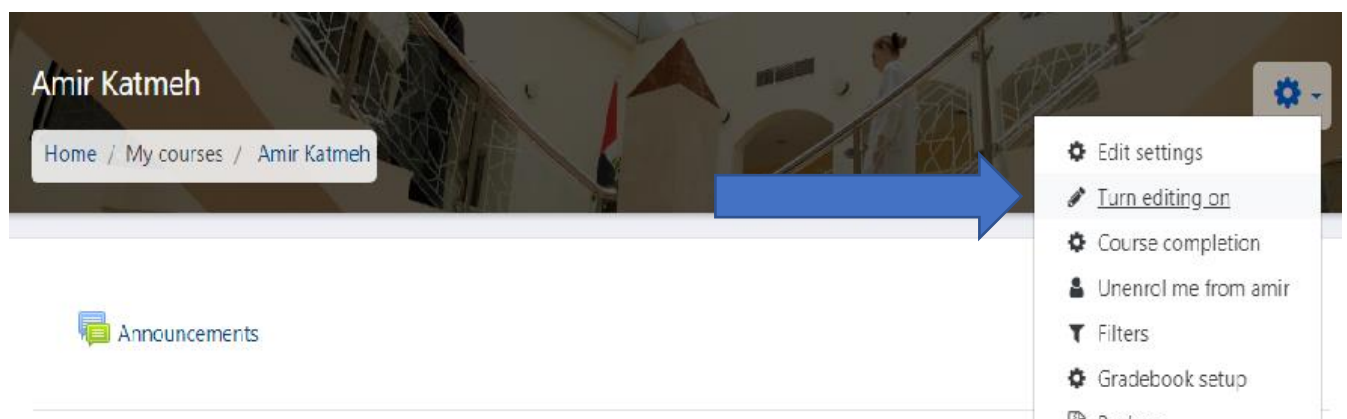 Amir Katmeh
Home / My courses / Amir Katmeh
Edit settings
Turn editing on
Course completion
Unenrol me from amir
Filters
Gradebook setup
Announcements